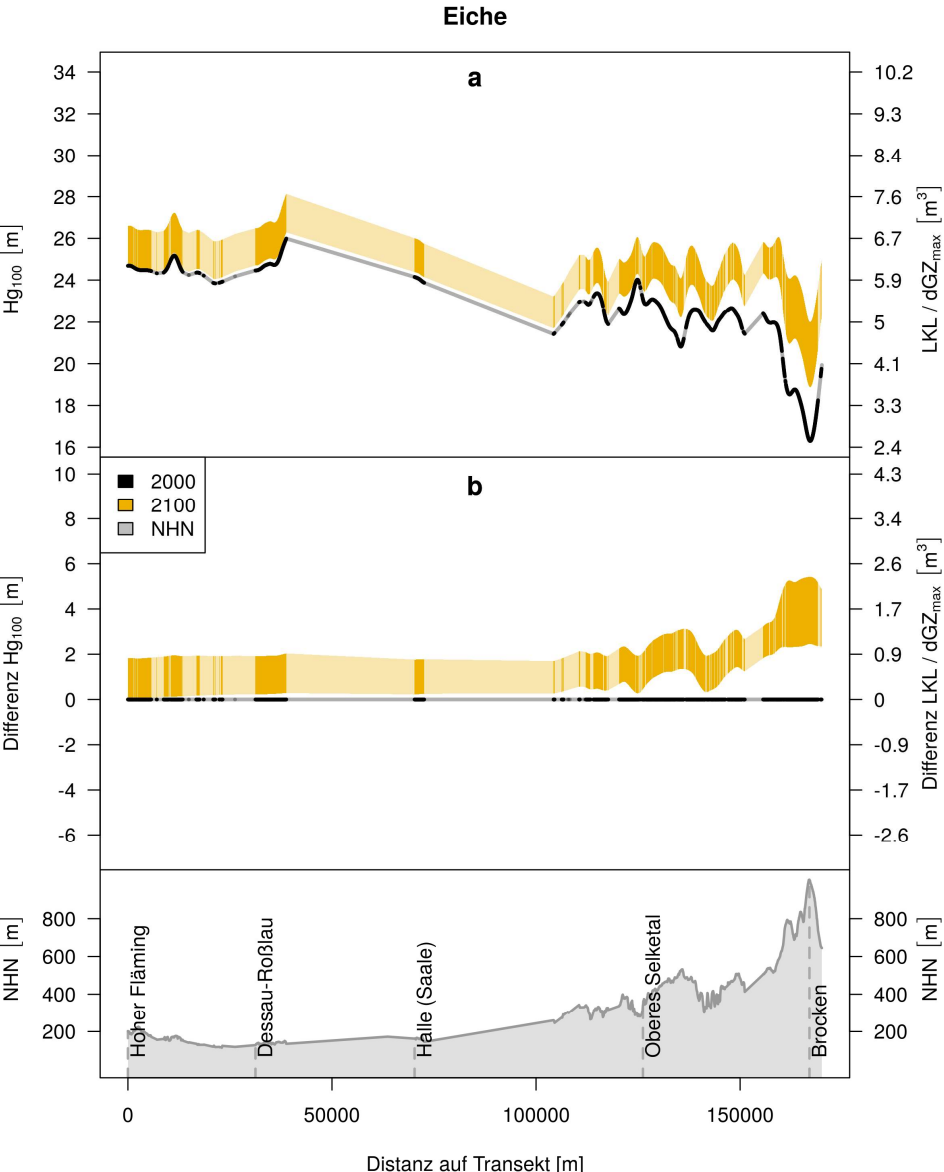 Eiche
a
34
32
30
28
26
24
22
20
18
16
Hg100 [m]
10.2
9.3
8.4
7.6
6.7
5.9
5
4.1
3.3
2.4
LKL / dGZmax [m³]
b
2000
2100
NHN
10
8
6
4
2
0
-2
-4
-6
Differenz Hg100 [m]
4.3
3.4
2.6
1.7
0.9
0
-0.9
-1.7
-2.6
Differenz LKL / dGZmax [m³]
800
600
400
200
NHN [m]
Hoher Fläming
Dessau-Roßlau
Halle (Saale)
Oberes Selketal
Brocken
800
600
400
200
NHN [m]
0 50000 100000 150000
Distanz auf Transekt [m]